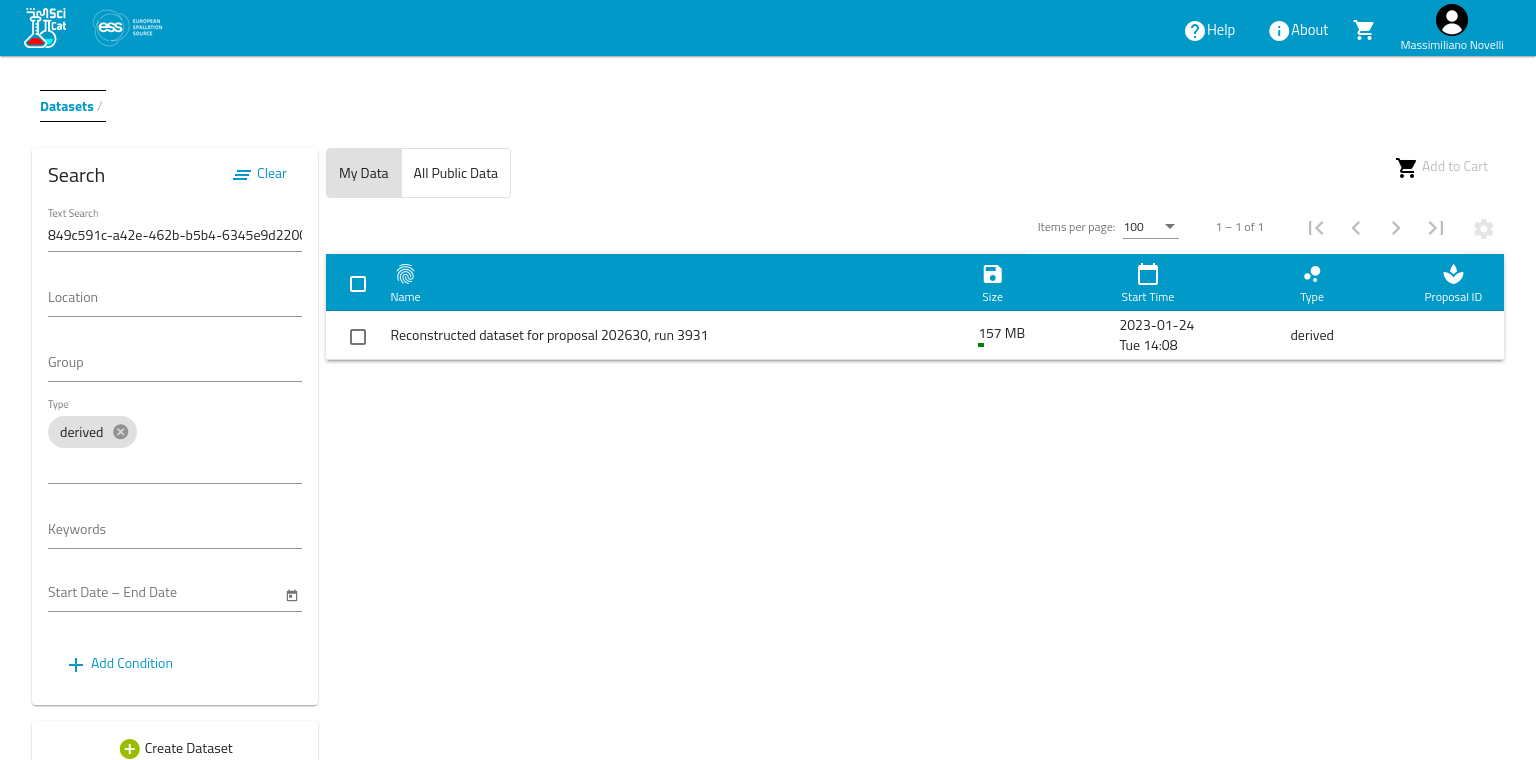 Sci
Cat
ess
EUROPEAN
SPALLATION
SOURCE
Help
About
Massimiliano Novelli
Datasets /
Search
Clear
Text Search
849c591c-a42e-462b-b5b4-6345e9d220
Location
Group
Type
derived
Keywords
Start Date – End Date
Add Condition
Create Dataset
My Data
All Public Data
Add to Cart
Items per page: 100
1 – 1 of 1
Name Size Start Time Type Proposal ID
Reconstructed dataset for proposal 202630, run 3931 157 MB 2023-01-24 derived
Tue 14:08